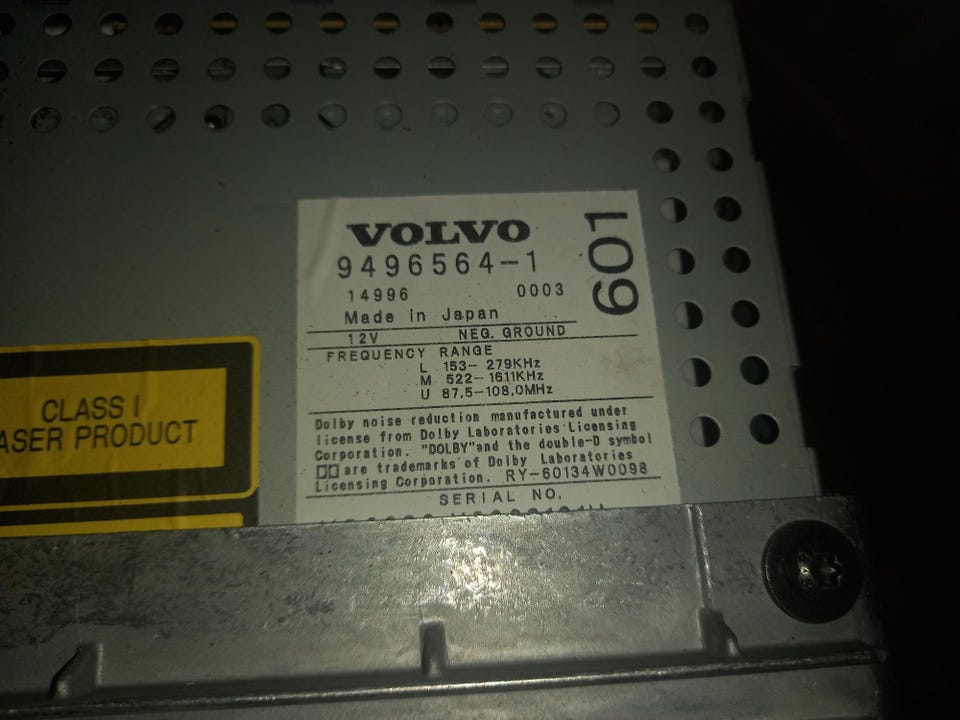 VOLVO
9496564-1
601
14996 0003
Made in Japan
12V NEG. GROUND
FREQUENCY RANGE
L 153- 279KHz
M 522- 1611KHz
U 87.5-108.0MHz
Dolby noise reduction manufactured under
license from Dolby Laboratories Licensing
Corporation. "DOLBY" and the double-D symbol
are trademarks of Dolby Laboratories
Licensing Corporation. RY-60134W0098
SERIAL NO.
CLASS I
ASER PRODUCT